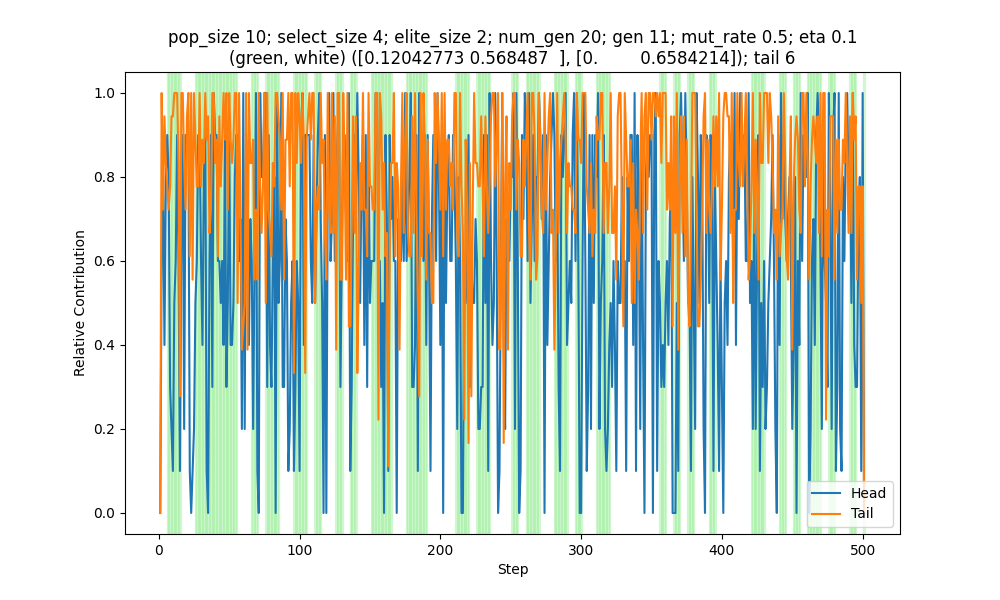 pop_size 10; select_size 4; elite_size 2; num_gen 20; gen 11; mut_rate 0.5; eta 0.1
(green, white) ([0.12042773 0.568487  ], [0.        0.6584214]); tail 6
1.0
0.8
0.6
0.4
0.2
0.0
Relative Contribution
Head
Tail
0
100
200
300
400
500
Step